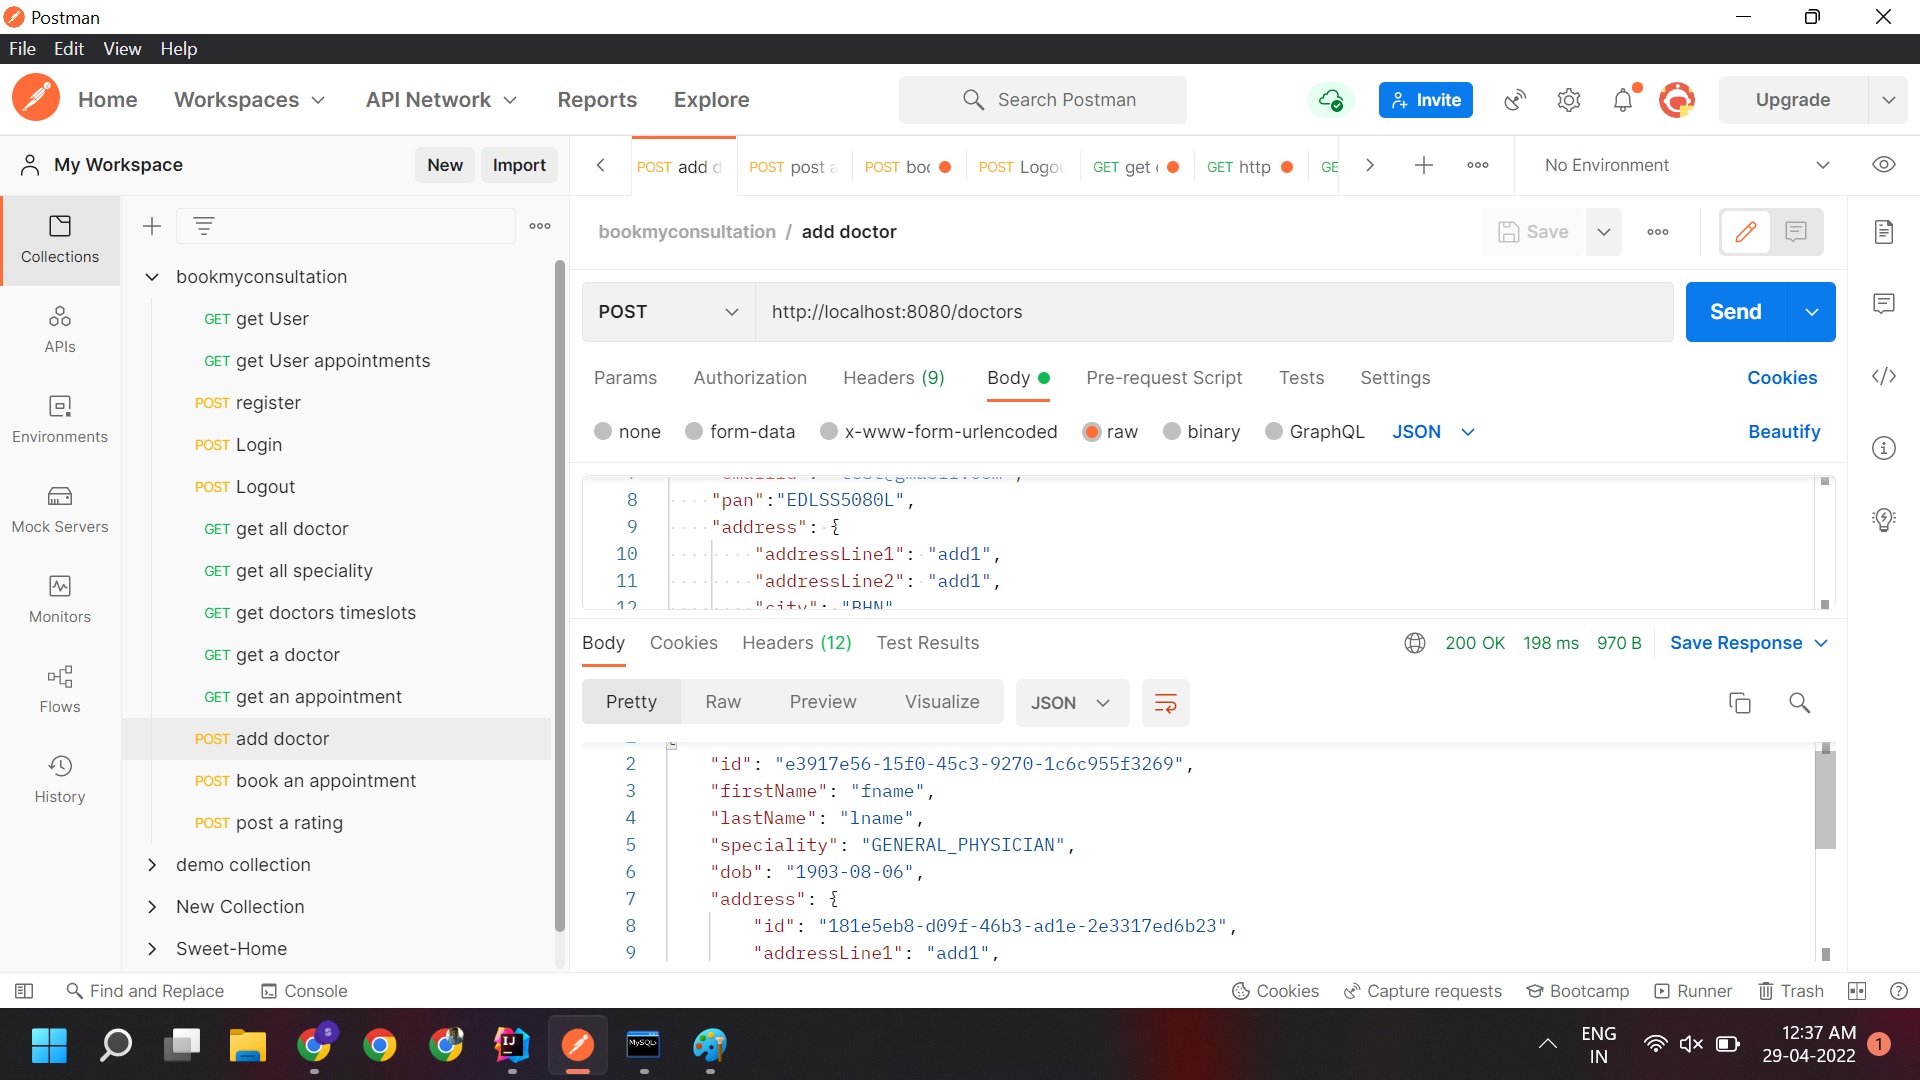 Postman
File Edit View Help
Home Workspaces API Network Reports Explore Search Postman Invite Upgrade
My Workspace New Import POST add d POST post a POST boo POST Logou GET get GET http GE No Environment
Collections
APIs
Environments
Mock Servers
Monitors
Flows
History
bookmyconsultation
GET get User
GET get User appointments
POST register
POST Login
POST Logout
GET get all doctor
GET get all speciality
GET get doctors timeslots
GET get a doctor
GET get an appointment
POST add doctor
POST book an appointment
POST post a rating
demo collection
New Collection
Sweet-Home
bookmyconsultation / add doctor Save
POST http://localhost:8080/doctors Send
Params Authorization Headers (9) Body Pre-request Script Tests Settings Cookies
none form-data x-www-form-urlencoded raw binary GraphQL JSON Beautify
8 "pan":"EDLSS5080L",
9 "address": {
10 "addressLine1": "add1",
11 "addressLine2": "add1",
12 "city": "BHN"
Body Cookies Headers (12) Test Results 200 OK 198 ms 970 B Save Response
Pretty Raw Preview Visualize JSON
2 "id": "e3917e56-15f0-45c3-9270-1c6c955f3269",
3 "firstName": "fname",
4 "lastName": "lname",
5 "speciality": "GENERAL_PHYSICIAN",
6 "dob": "1903-08-06",
7 "address": {
8 "id": "181e5eb8-d09f-46b3-ad1e-2e3317ed6b23",
9 "addressLine1": "add1",
Find and Replace Console Cookies Capture requests Bootcamp Runner Trash
S IJ MySQL ENG IN 12:37 AM 29-04-2022 1